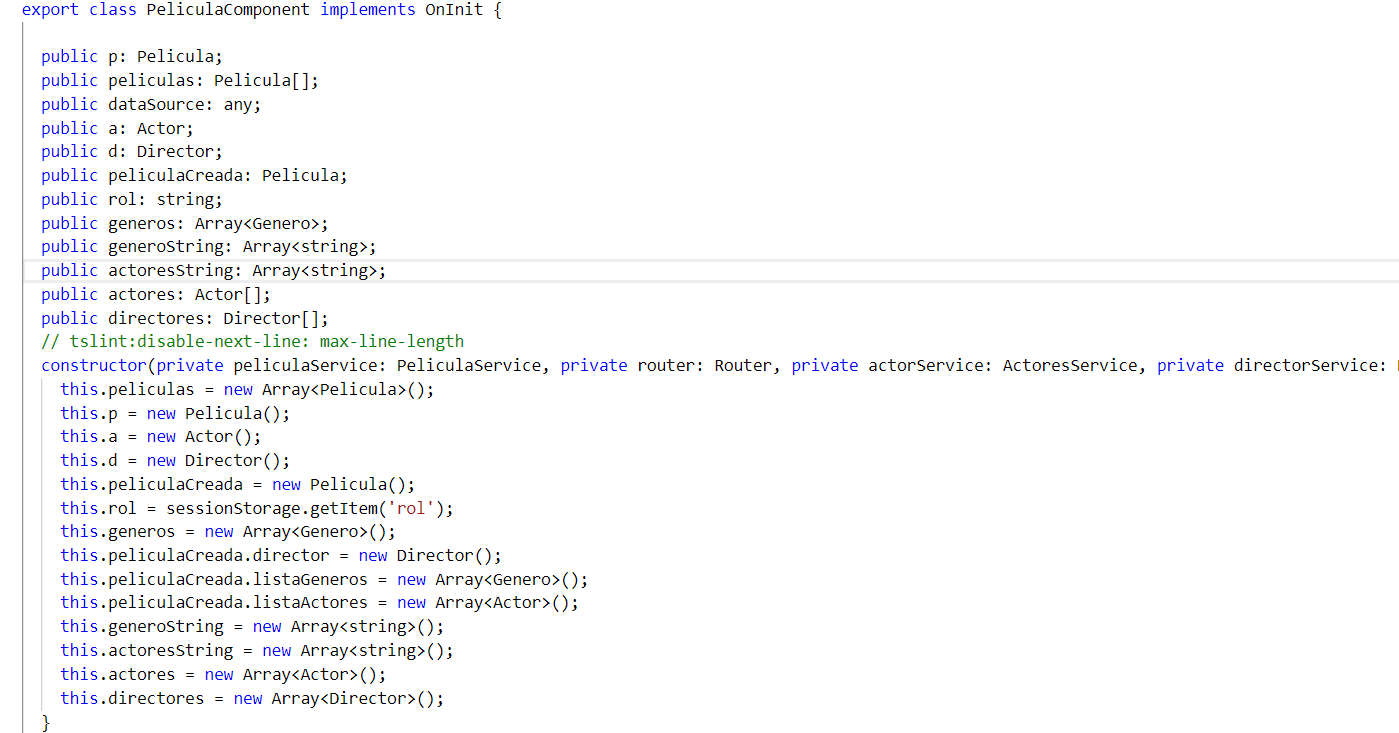 export class PeliculaComponent implements OnInit {
public p: Pelicula;
public peliculas: Pelicula[];
public dataSource: any;
public a: Actor;
public d: Director;
public peliculaCreada: Pelicula;
public rol: string;
public generos: Array<Genero>;
public generoString: Array<string>;
public actoresString: Array<string>;
public actores: Actor[];
public directores: Director[];
// tslint:disable-next-line: max-line-length
constructor(private peliculaService: PeliculaService, private router: Router, private actorService: ActoresService, private directorService:
this.peliculas = new Array<Pelicula>();
this.p = new Pelicula();
this.a = new Actor();
this.d = new Director();
this.peliculaCreada = new Pelicula();
this.rol = sessionStorage.getItem('rol');
this.generos = new Array<Genero>();
this.peliculaCreada.director = new Director();
this.peliculaCreada.listaGeneros = new Array<Genero>();
this.peliculaCreada.listaActores = new Array<Actor>();
this.generoString = new Array<string>();
this.actoresString = new Array<string>();
this.actores = new Array<Actor>();
this.directores = new Array<Director>();
}